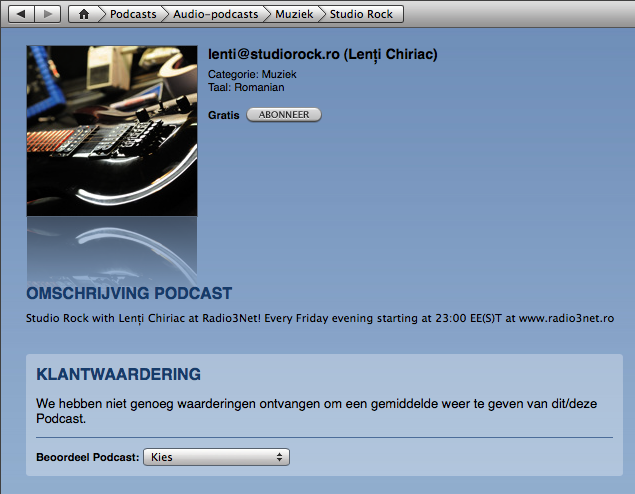 Podcasts Audio-podcasts Muziek Studio Rock
lenti@studiorock.ro (Lenți Chiriac)
Categorie: Muziek
Taal: Romanian
Gratis ABONNEER
OMSCHRIJVING PODCAST
Studio Rock with Lenți Chiriac at Radio3Net! Every Friday evening starting at 23:00 EE(S)T at www.radio3net.ro
KLANTWAARDERING
We hebben niet genoeg waarderingen ontvangen om een gemiddelde weer te geven van dit/deze
Podcast.
Beoordeel Podcast: Kies